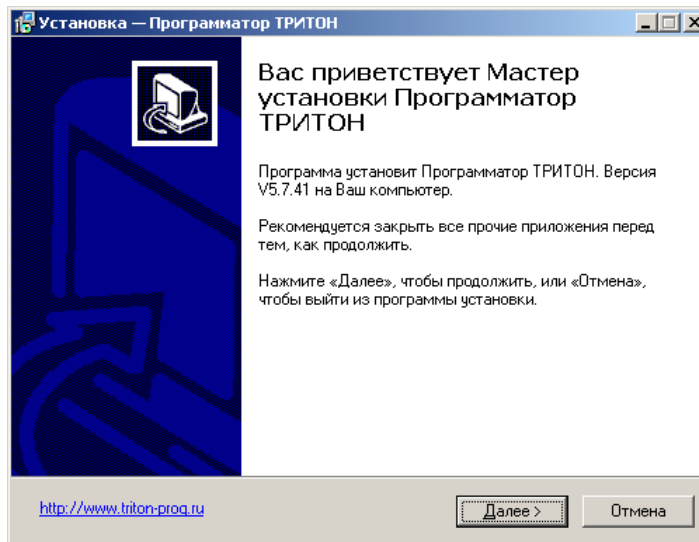 Установка — Программатор ТРИТОН
Вас приветствует Мастер
установки Программатор
ТРИТОН
Программа установит Программатор ТРИТОН. Версия
V5.7.41 на Ваш компьютер.
Рекомендуется закрыть все прочие приложения перед
тем, как продолжить.
Нажмите «Далее», чтобы продолжить, или «Отмена»,
чтобы выйти из программы установки.
http://www.triton-prog.ru
Далее >
Отмена